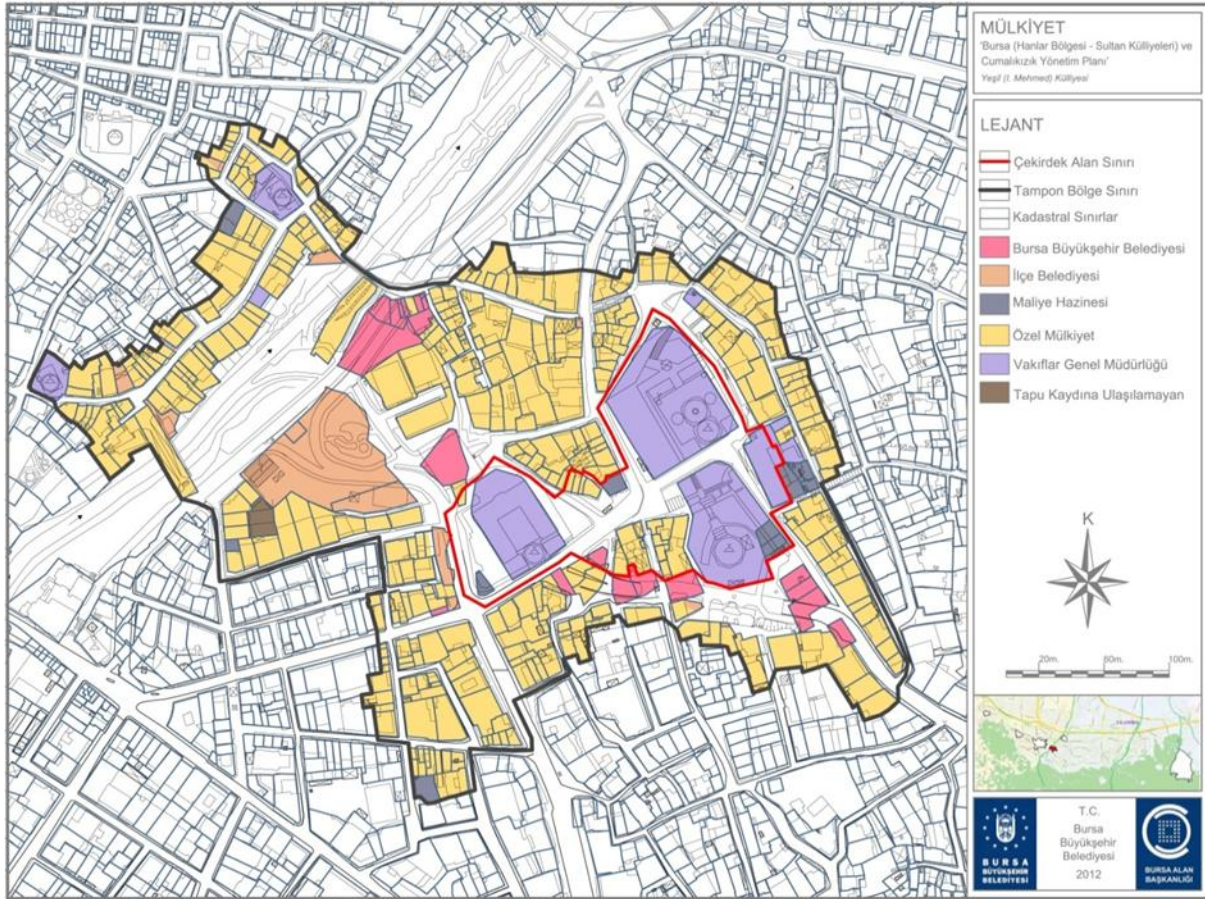 MÜLKİYET
'Bursa (Hanlar Bölgesi - Sultan Külliyeleri) ve
Cumalıkızık Yönetim Planı'
Yeşil (I. Mehmed) Külliyesi
LEJANT
Çekirdek Alan Sınırı
Tampon Bölge Sınırı
Kadastral Sınırlar
Bursa Büyükşehir Belediyesi
İlçe Belediyesi
Maliye Hazinesi
Özel Mülkiyet
Vakıflar Genel Müdürlüğü
Tapu Kaydına Ulaşılamayan
K
20m. 60m. 100m.
BURSA
BÜYÜKŞEHİR
BELEDİYESİ
T.C.
Bursa
Büyükşehir
Belediyesi
2012
BURSA ALAN
BAŞKANLIĞI